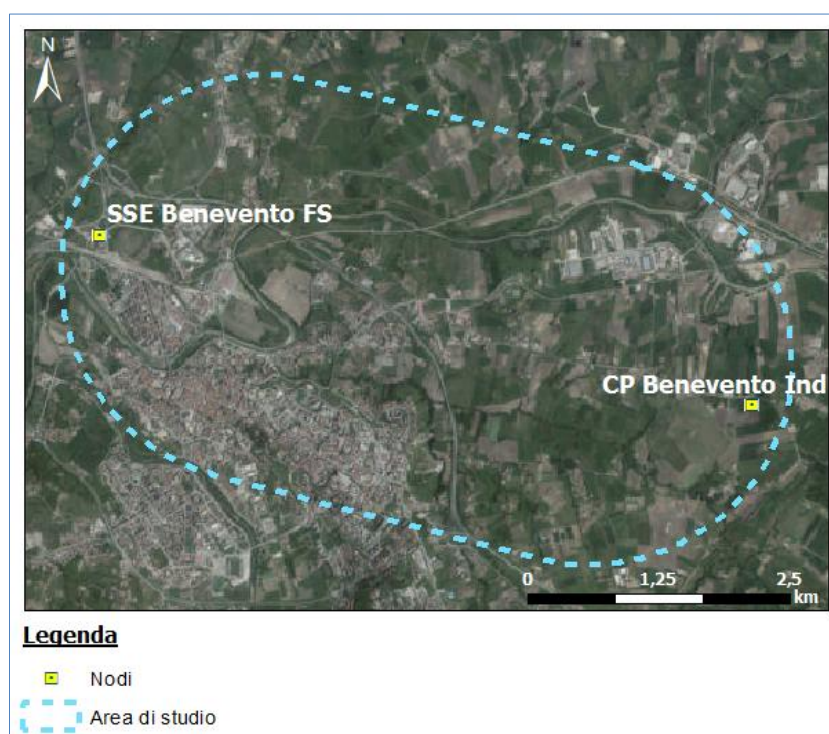 N
SSE Benevento FS
CP Benevento Ind
0 1,25 2,5
km
Legenda
Nodi
Area di studio